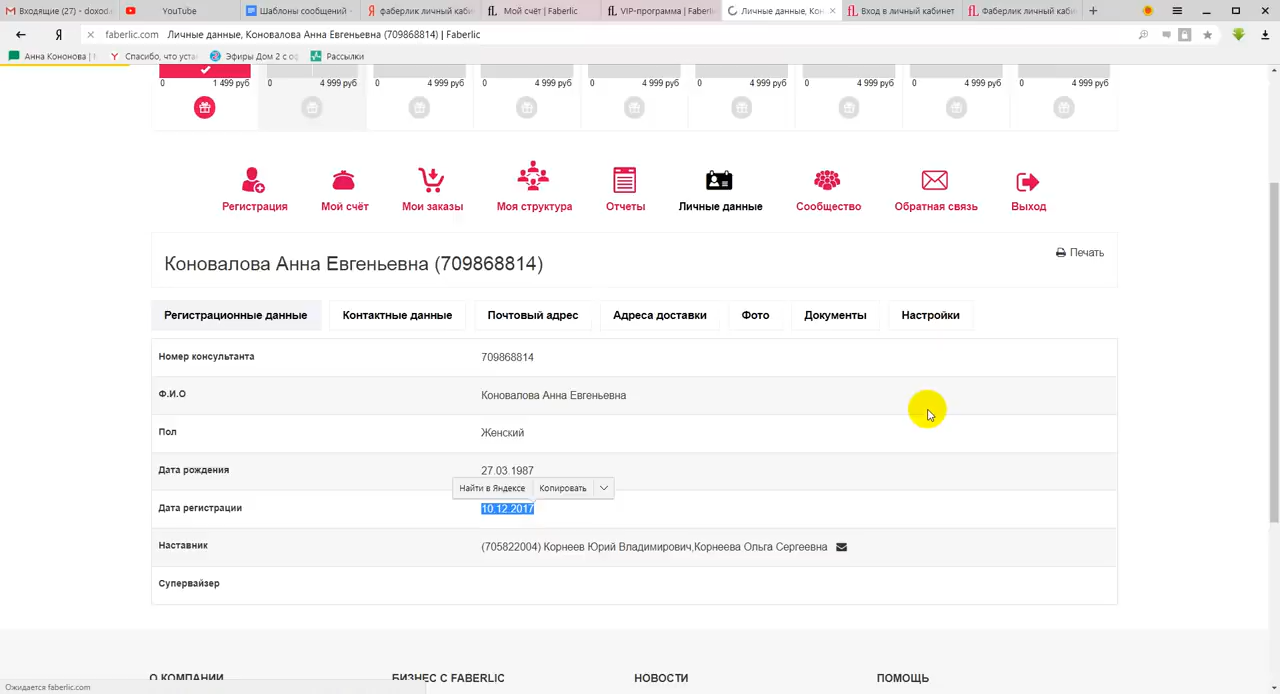 Входящие (27) - doxod.
YouTube
Шаблоны сообщений -
фаберлик личный каби
Мой счёт | Faberlic
VIP-программа | Faberli
Личные данные, Кон
Вход в личный кабинет
Фаберлик личный каби
faberlic.com Личные данные, Коновалова Анна Евгеньевна (709868814) | Faberlic
Анна Кононова |
Спасибо, что уста
Эфиры Дом 2 с оф
Рассылки
0 1 499 руб 0 4 999 руб 0 4 999 руб 0 4 999 руб 0 4 999 руб 0 4 999 руб 0 4 999 руб 0 4 999 руб 0 4 999 руб
Регистрация Мой счёт Мои заказы Моя структура Отчеты Личные данные Сообщество Обратная связь Выход
Коновалова Анна Евгеньевна (709868814)
Печать
Регистрационные данные Контактные данные Почтовый адрес Адреса доставки Фото Документы Настройки
Номер консультанта 709868814
Ф.И.О Коновалова Анна Евгеньевна
Пол Женский
Дата рождения 27.03.1987
Найти в Яндексе Копировать
Дата регистрации 10.12.2017
Наставник (705822004) Корнеев Юрий Владимирович,Корнеева Ольга Сергеевна
Супервайзер
О КОМПАНИИ БИЗНЕС С FABERLIC НОВОСТИ ПОМОЩЬ
Ожидается faberlic.com